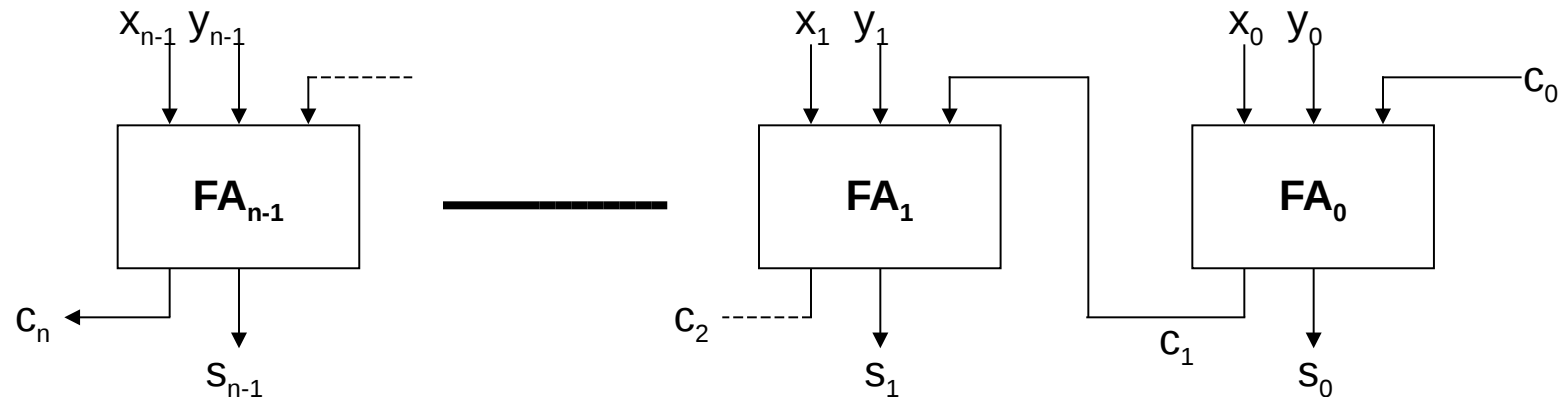 xₙ₋₁ yₙ₋₁ x₁ y₁ x₀ y₀
c₀
FAₙ₋₁ FA₁ FA₀
cₙ c₂ c₁
sₙ₋₁ s₁ s₀